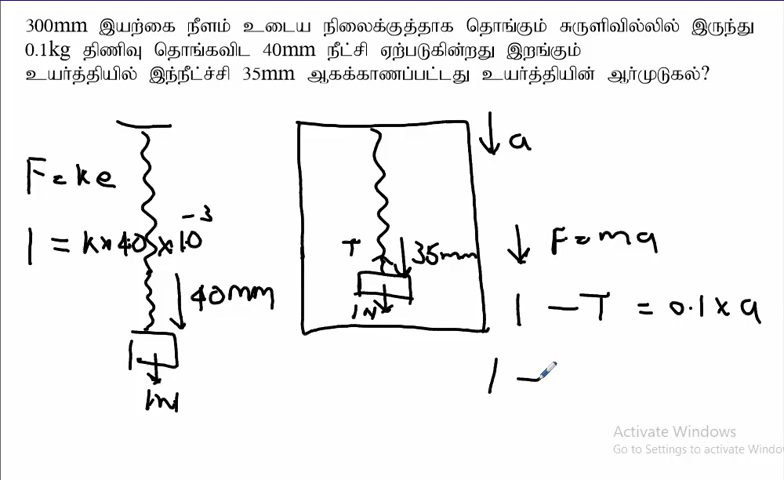 300mm இயற்கை நீளம் உடைய நிலைக்குத்தாக தொங்கும் சுருளிவில்லில் இருந்து
0.1kg திணிவு தொங்கவிட 40mm நீட்சி ஏற்படுகின்றது இறங்கும்
உயர்த்தியில் இந்நீட்ச்சி 35mm ஆகக்காணப்பட்டது உயர்த்தியின் ஆர்முடுகல்?
a
F = ke
F = ma
1 = k × 40 × 10⁻³
T
35mm
40mm
1N
1 - T = 0.1 × a
1 -
1N
Activate Windows
Go to Settings to activate Windo